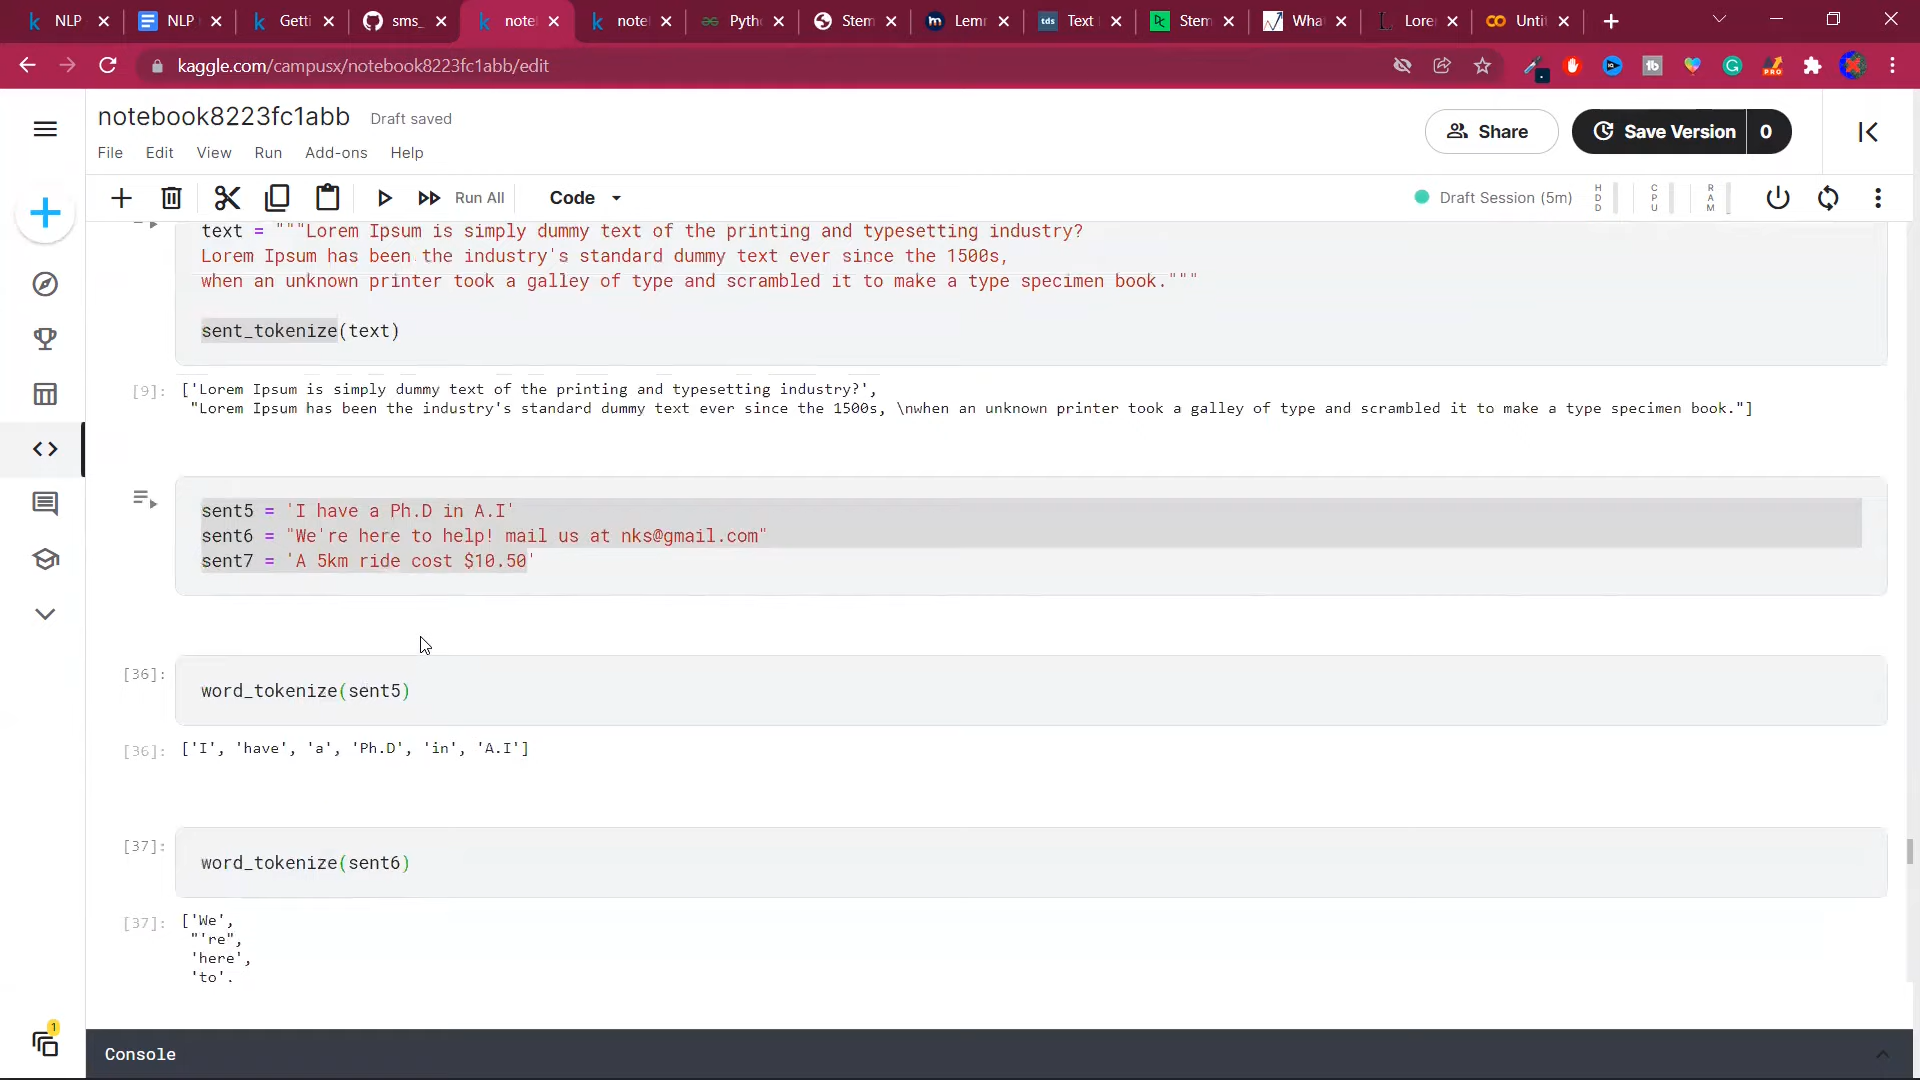 NLP
NLP
Getti
sms_
note
note
Pyth
Stem
Lem
tds
Text
Stem
Wha
Lore
Unti
kaggle.com/campusx/notebook8223fc1abb/edit
notebook8223fc1abb
Draft saved
File
Edit
View
Run
Add-ons
Help
Share
Save Version
0
Run All
Code
Draft Session (5m)
HDD
CPU
RAM
text = """Lorem Ipsum is simply dummy text of the printing and typesetting industry?
Lorem Ipsum has been the industry's standard dummy text ever since the 1500s,
when an unknown printer took a galley of type and scrambled it to make a type specimen book."""
sent_tokenize(text)
[9]: ['Lorem Ipsum is simply dummy text of the printing and typesetting industry?',
"Lorem Ipsum has been the industry's standard dummy text ever since the 1500s, \nwhen an unknown printer took a galley of type and scrambled it to make a type specimen book."]
sent5 = 'I have a Ph.D in A.I'
sent6 = "We're here to help! mail us at nks@gmail.com"
sent7 = 'A 5km ride cost $10.50'
[36]: word_tokenize(sent5)
[36]: ['I', 'have', 'a', 'Ph.D', 'in', 'A.I']
[37]: word_tokenize(sent6)
[37]: ['We',
"'re",
'here',
'to'.
1
Console